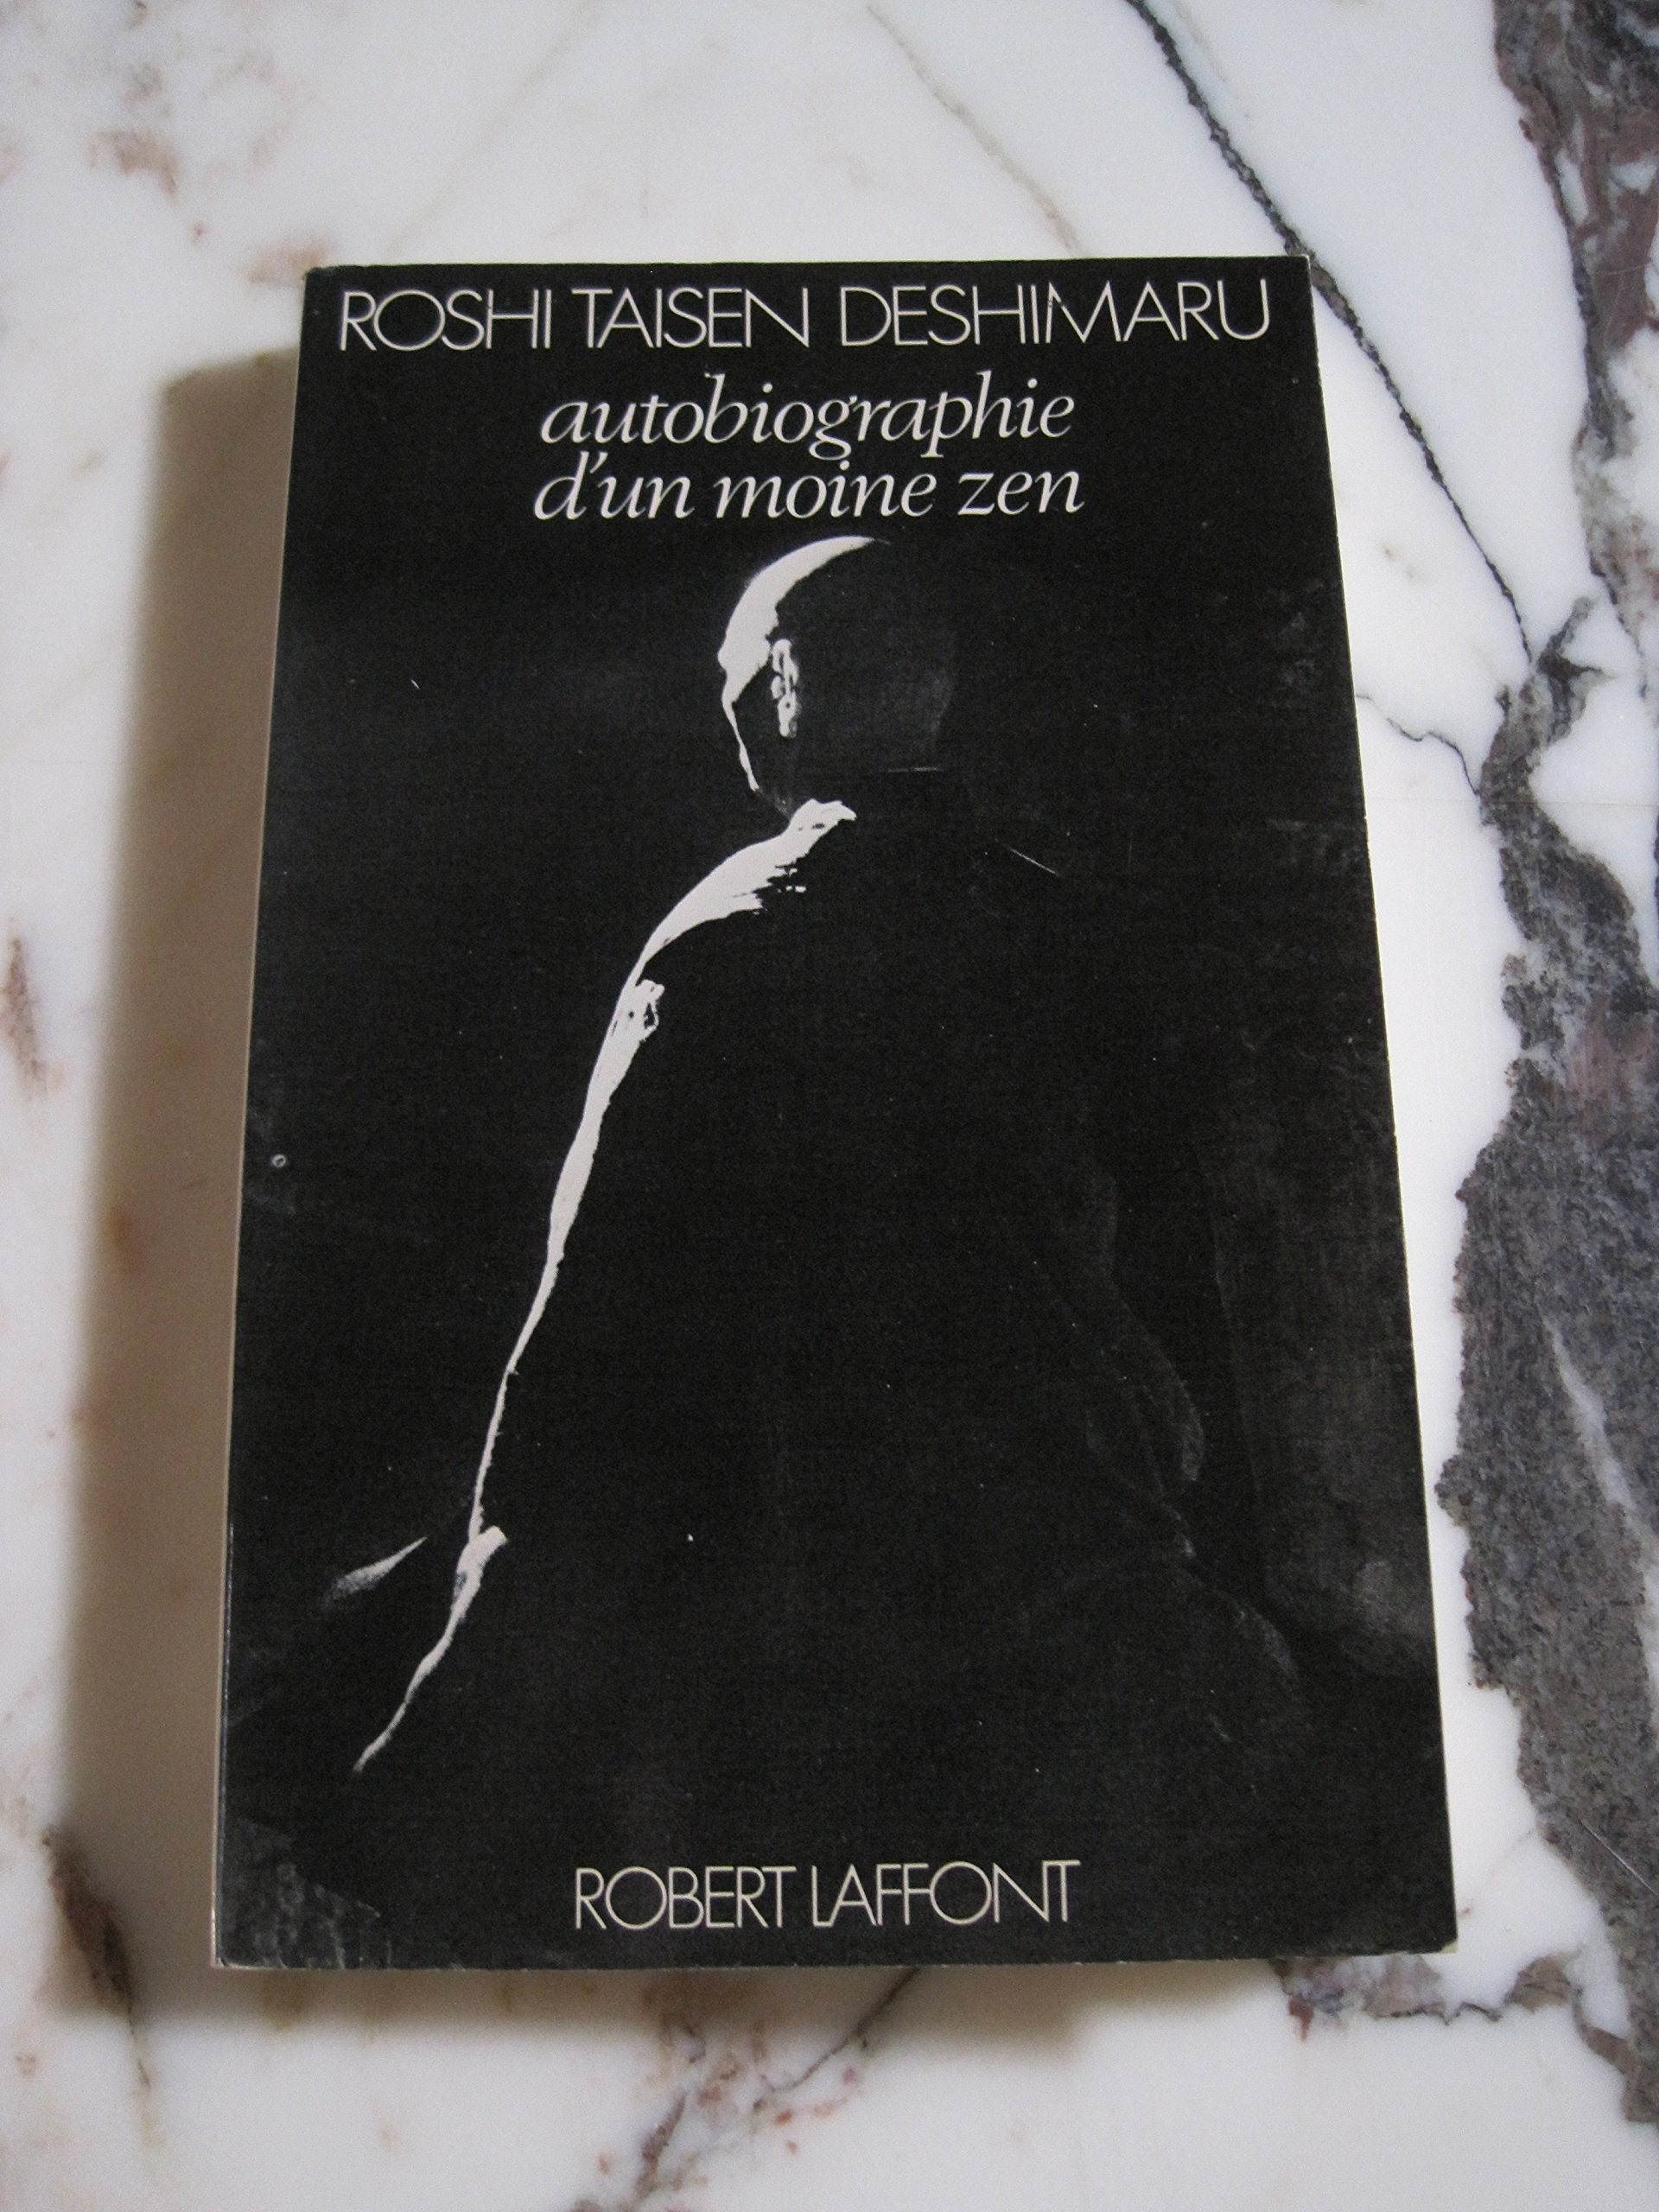 ROSHI TAISEN DESHIMARU
autobiographie
d'un moine zen
ROBERT LAFFONT